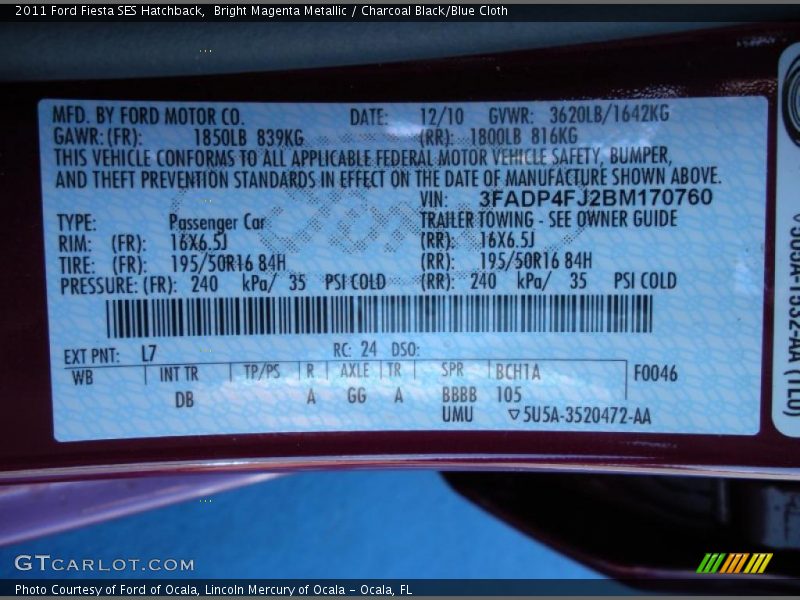 2011 Ford Fiesta SES Hatchback,  Bright Magenta Metallic / Charcoal Black/Blue Cloth
MFD. BY FORD MOTOR CO. DATE: 12/10 GVWR: 3620LB/1642KG
GAWR: (FR): 1850LB 839KG (RR): 1800LB 816KG
THIS VEHICLE CONFORMS TO ALL APPLICABLE FEDERAL MOTOR VEHICLE SAFETY, BUMPER,
AND THEFT PREVENTION STANDARDS IN EFFECT ON THE DATE OF MANUFACTURE SHOWN ABOVE.
VIN: 3FADP4FJ2BM170760
TYPE: Passenger Car TRAILER TOWING - SEE OWNER GUIDE
RIM: (FR): 16X6.5J (RR): 16X6.5J
TIRE: (FR): 195/50R16 84H (RR): 195/50R16 84H
PRESSURE: (FR): 240 kPa/ 35 PSI COLD (RR): 240 kPa/ 35 PSI COLD
EXT PNT: L7 RC: 24 DSO:
WB INT TR TP/PS R AXLE TR SPR BCH1A F0046
DB A GG A BBBB 105
UMU ▽5U5A-3520472-AA
GTCARLOT.COM
Photo Courtesy of Ford of Ocala, Lincoln Mercury of Ocala - Ocala, FL